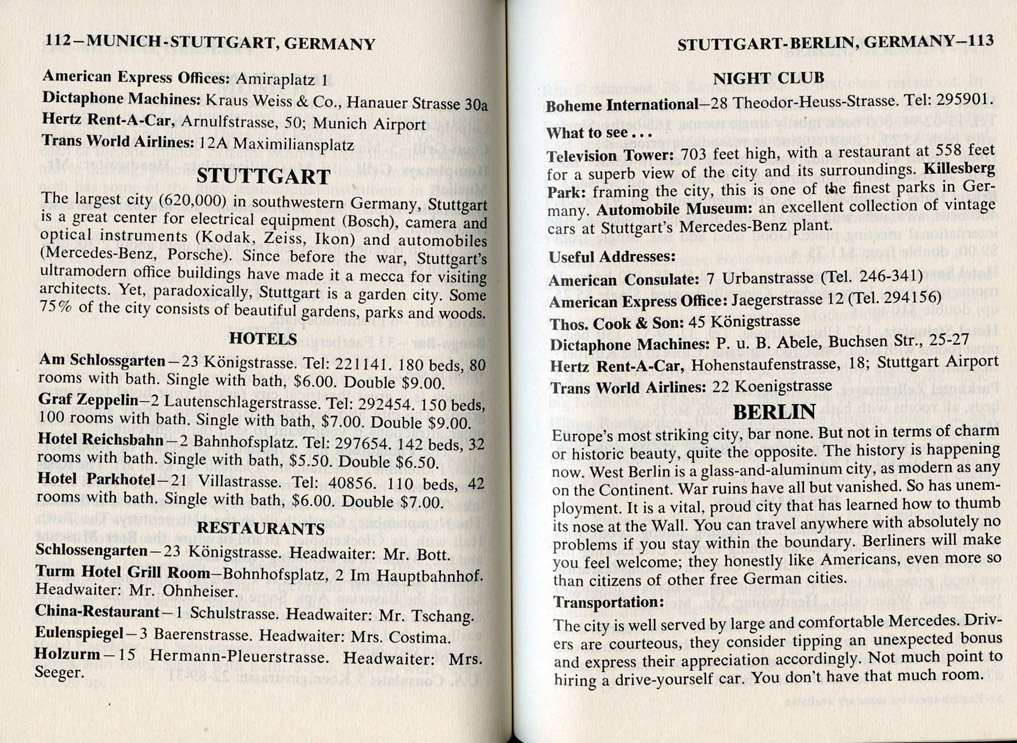 112—MUNICH-STUTTGART, GERMANY
American Express Offices: Amiraplatz 1
Dictaphone Machines: Kraus Weiss & Co., Hanauer Strasse 30a
Hertz Rent-A-Car, Arnulfstrasse, 50; Munich Airport
Trans World Airlines: 12A Maximiliansplatz
STUTTGART
The largest city (620,000) in southwestern Germany, Stuttgart
is a great center for electrical equipment (Bosch), camera and
optical instruments (Kodak, Zeiss, Ikon) and automobiles
(Mercedes-Benz, Porsche). Since before the war, Stuttgart's
ultramodern office buildings have made it a mecca for visiting
architects. Yet, paradoxically, Stuttgart is a garden city. Some
75% of the city consists of beautiful gardens, parks and woods.
HOTELS
Am Schlossgarten—23 Königstrasse. Tel: 221141. 180 beds, 80
rooms with bath. Single with bath, $6.00. Double $9.00.
Graf Zeppelin—2 Lautenschlagerstrasse. Tel: 292454. 150 beds,
100 rooms with bath. Single with bath, $7.00. Double $9.00.
Hotel Reichsbahn—2 Bahnhofsplatz. Tel: 297654. 142 beds, 32
rooms with bath. Single with bath, $5.50. Double $6.50.
Hotel Parkhotel—21 Villastrasse. Tel: 40856. 110 beds, 42
rooms with bath. Single with bath, $6.00. Double $7.00.
RESTAURANTS
Schlossengarten—23 Königstrasse. Headwaiter: Mr. Bott.
Turm Hotel Grill Room—Bohnhofsplatz, 2 Im Hauptbahnhof.
Headwaiter: Mr. Ohnheiser.
China-Restaurant—1 Schulstrasse. Headwaiter: Mr. Tschang.
Eulenspiegel—3 Baerenstrasse. Headwaiter: Mrs. Costima.
Holzurm—15 Hermann-Pleuerstrasse. Headwaiter: Mrs.
Seeger.
STUTTGART-BERLIN, GERMANY—113
NIGHT CLUB
Boheme International—28 Theodor-Heuss-Strasse. Tel: 295901.
What to see . . .
Television Tower: 703 feet high, with a restaurant at 558 feet
for a superb view of the city and its surroundings. Killesberg
Park: framing the city, this is one of the finest parks in Ger-
many. Automobile Museum: an excellent collection of vintage
cars at Stuttgart's Mercedes-Benz plant.
Useful Addresses:
American Consulate: 7 Urbanstrasse (Tel. 246-341)
American Express Office: Jaegerstrasse 12 (Tel. 294156)
Thos. Cook & Son: 45 Königstrasse
Dictaphone Machines: P. u. B. Abele, Buchsen Str., 25-27
Hertz Rent-A-Car, Hohenstaufenstrasse, 18; Stuttgart Airport
Trans World Airlines: 22 Koenigstrasse
BERLIN
Europe's most striking city, bar none. But not in terms of charm
or historic beauty, quite the opposite. The history is happening
now. West Berlin is a glass-and-aluminum city, as modern as any
on the Continent. War ruins have all but vanished. So has unem-
ployment. It is a vital, proud city that has learned how to thumb
its nose at the Wall. You can travel anywhere with absolutely no
problems if you stay within the boundary. Berliners will make
you feel welcome; they honestly like Americans, even more so
than citizens of other free German cities.
Transportation:
The city is well served by large and comfortable Mercedes. Driv-
ers are courteous, they consider tipping an unexpected bonus
and express their appreciation accordingly. Not much point to
hiring a drive-yourself car. You don't have that much room.